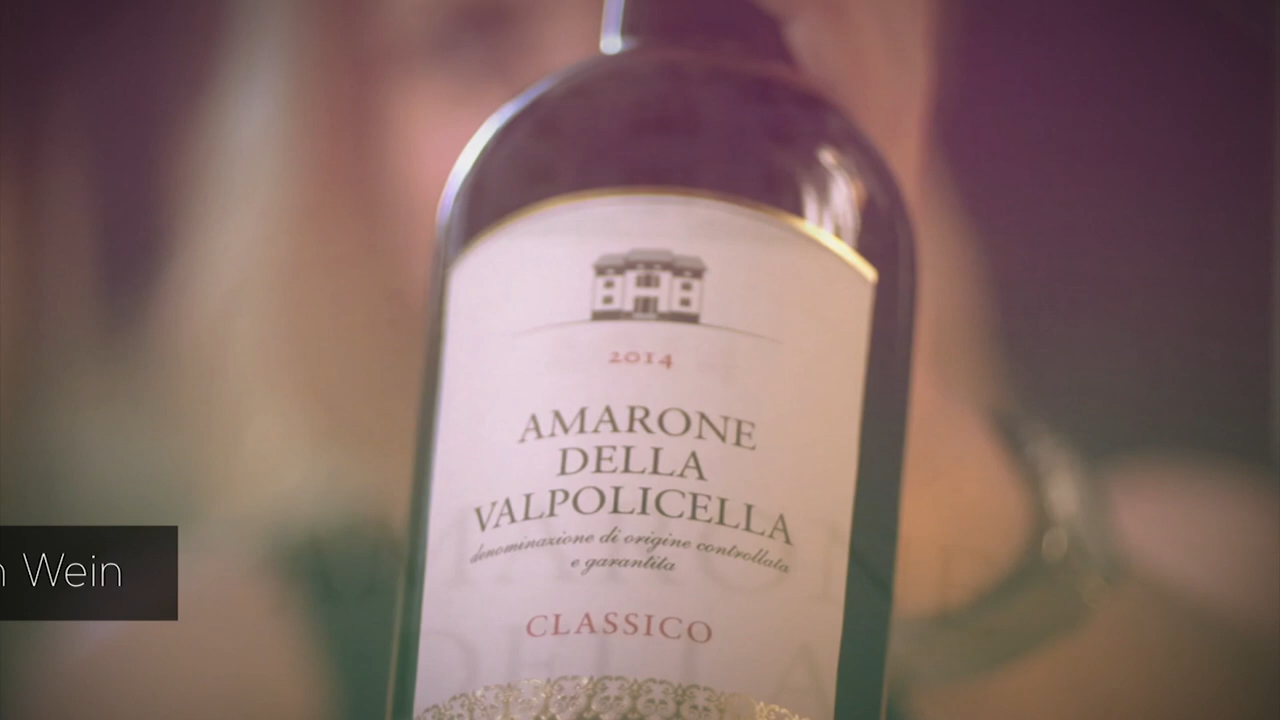 2014
AMARONE
DELLA
VALPOLICELLA
denominazione di origine controllata
e garantita
CLASSICO
Wein